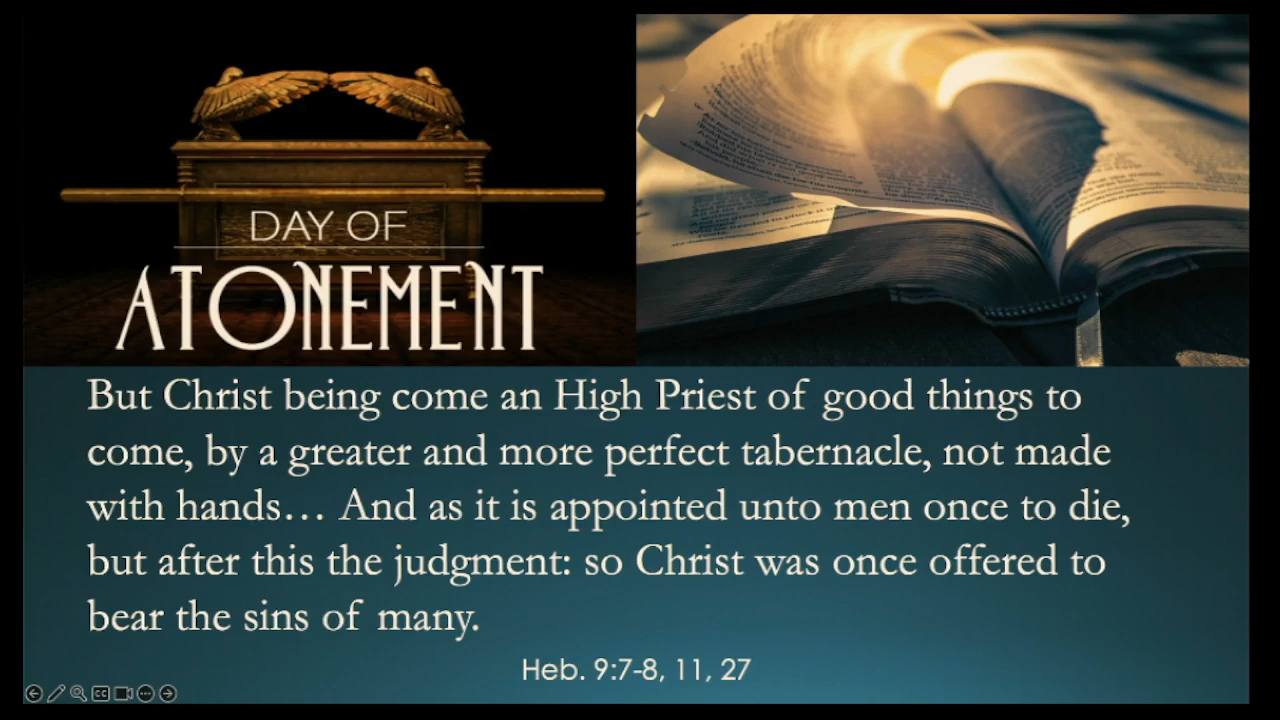 DAY OF
ATONEMENT
But Christ being come an High Priest of good things to
come, by a greater and more perfect tabernacle, not made
with hands… And as it is appointed unto men once to die,
but after this the judgment: so Christ was once offered to
bear the sins of many.
Heb. 9:7-8, 11, 27
CC